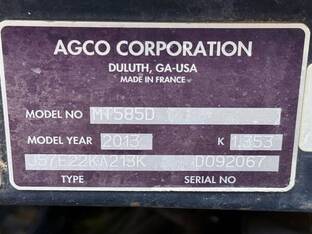 AGCO CORPORATION
DULUTH, GA-USA
MADE IN FRANCE
MODEL NO MT585D
MODEL YEAR 2013 K 1353
J57E22KA213K D092067
TYPE SERIAL NO